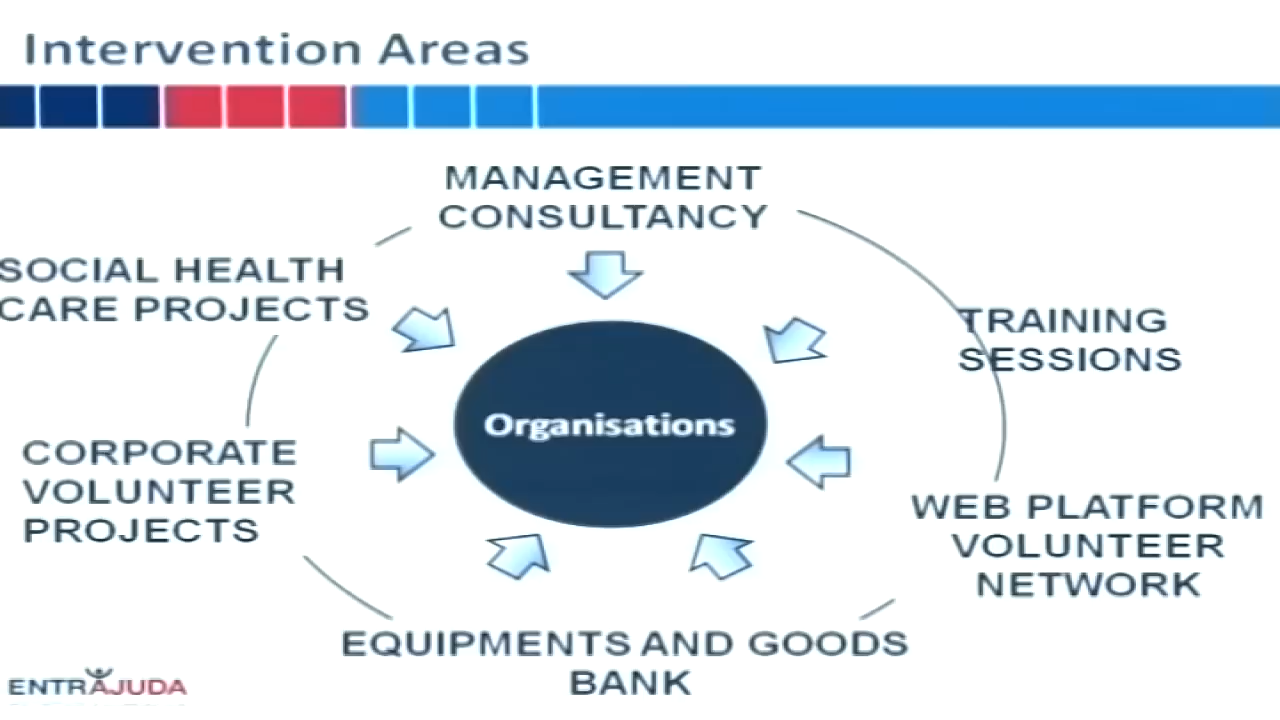 Intervention Areas
MANAGEMENT
CONSULTANCY
SOCIAL HEALTH
CARE PROJECTS
TRAINING
SESSIONS
Organisations
CORPORATE
VOLUNTEER
PROJECTS
WEB PLATFORM
VOLUNTEER
NETWORK
EQUIPMENTS AND GOODS
BANK
ENTRAJUDA